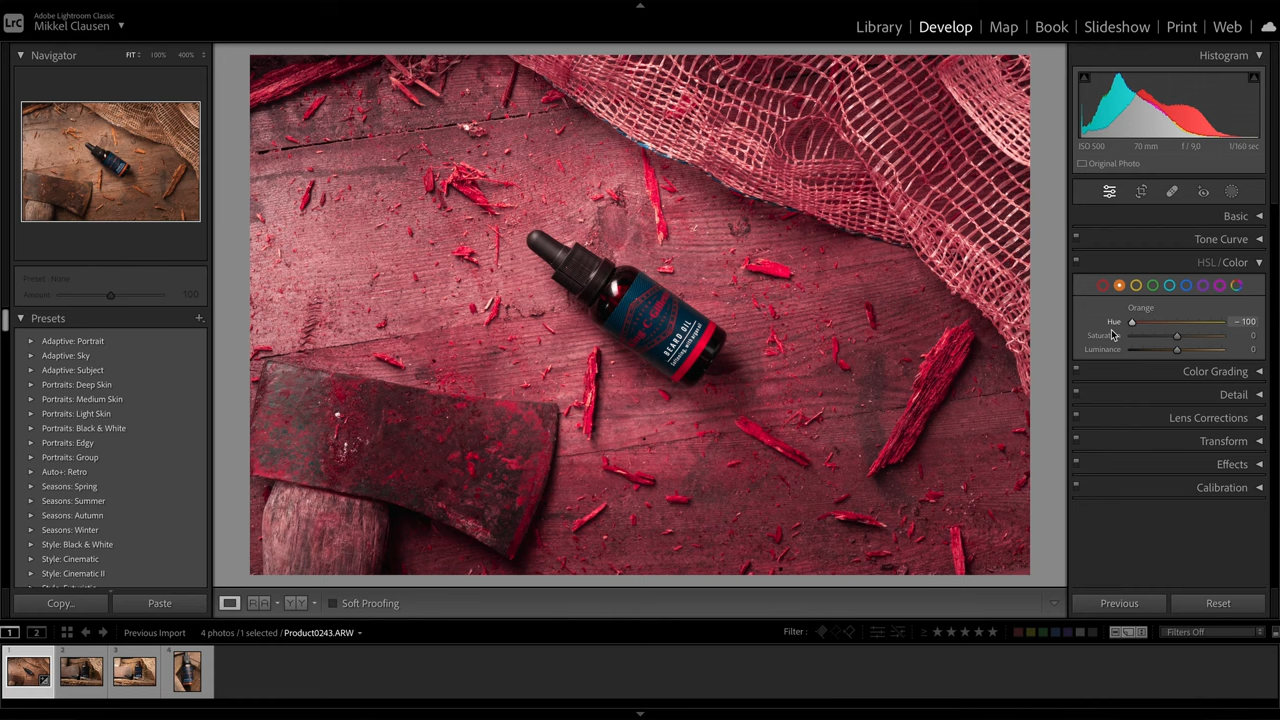 Adobe Lightroom Classic
LrC Mikkel Clausen
Library | Develop | Map | Book | Slideshow | Print | Web
Navigator FIT 100% 400%
Preset: None
Amount 100
Presets
Adaptive: Portrait
Adaptive: Sky
Adaptive: Subject
Portraits: Deep Skin
Portraits: Medium Skin
Portraits: Light Skin
Portraits: Black & White
Portraits: Edgy
Portraits: Group
Auto+: Retro
Seasons: Spring
Seasons: Summer
Seasons: Autumn
Seasons: Winter
Style: Black & White
Style: Cinematic
Style: Cinematic II
Copy... Paste
BEARD OIL
Histogram
ISO 500 70 mm f / 9,0 1/160 sec
Original Photo
Basic
Tone Curve
HSL / Color
Orange
Hue – 100
Saturat 0
Luminance 0
Color Grading
Detail
Lens Corrections
Transform
Effects
Calibration
Previous Reset
Soft Proofing
1 2 Previous Import 4 photos / 1 selected / Product0243.ARW Filter : Filters Off
1 2 3 4